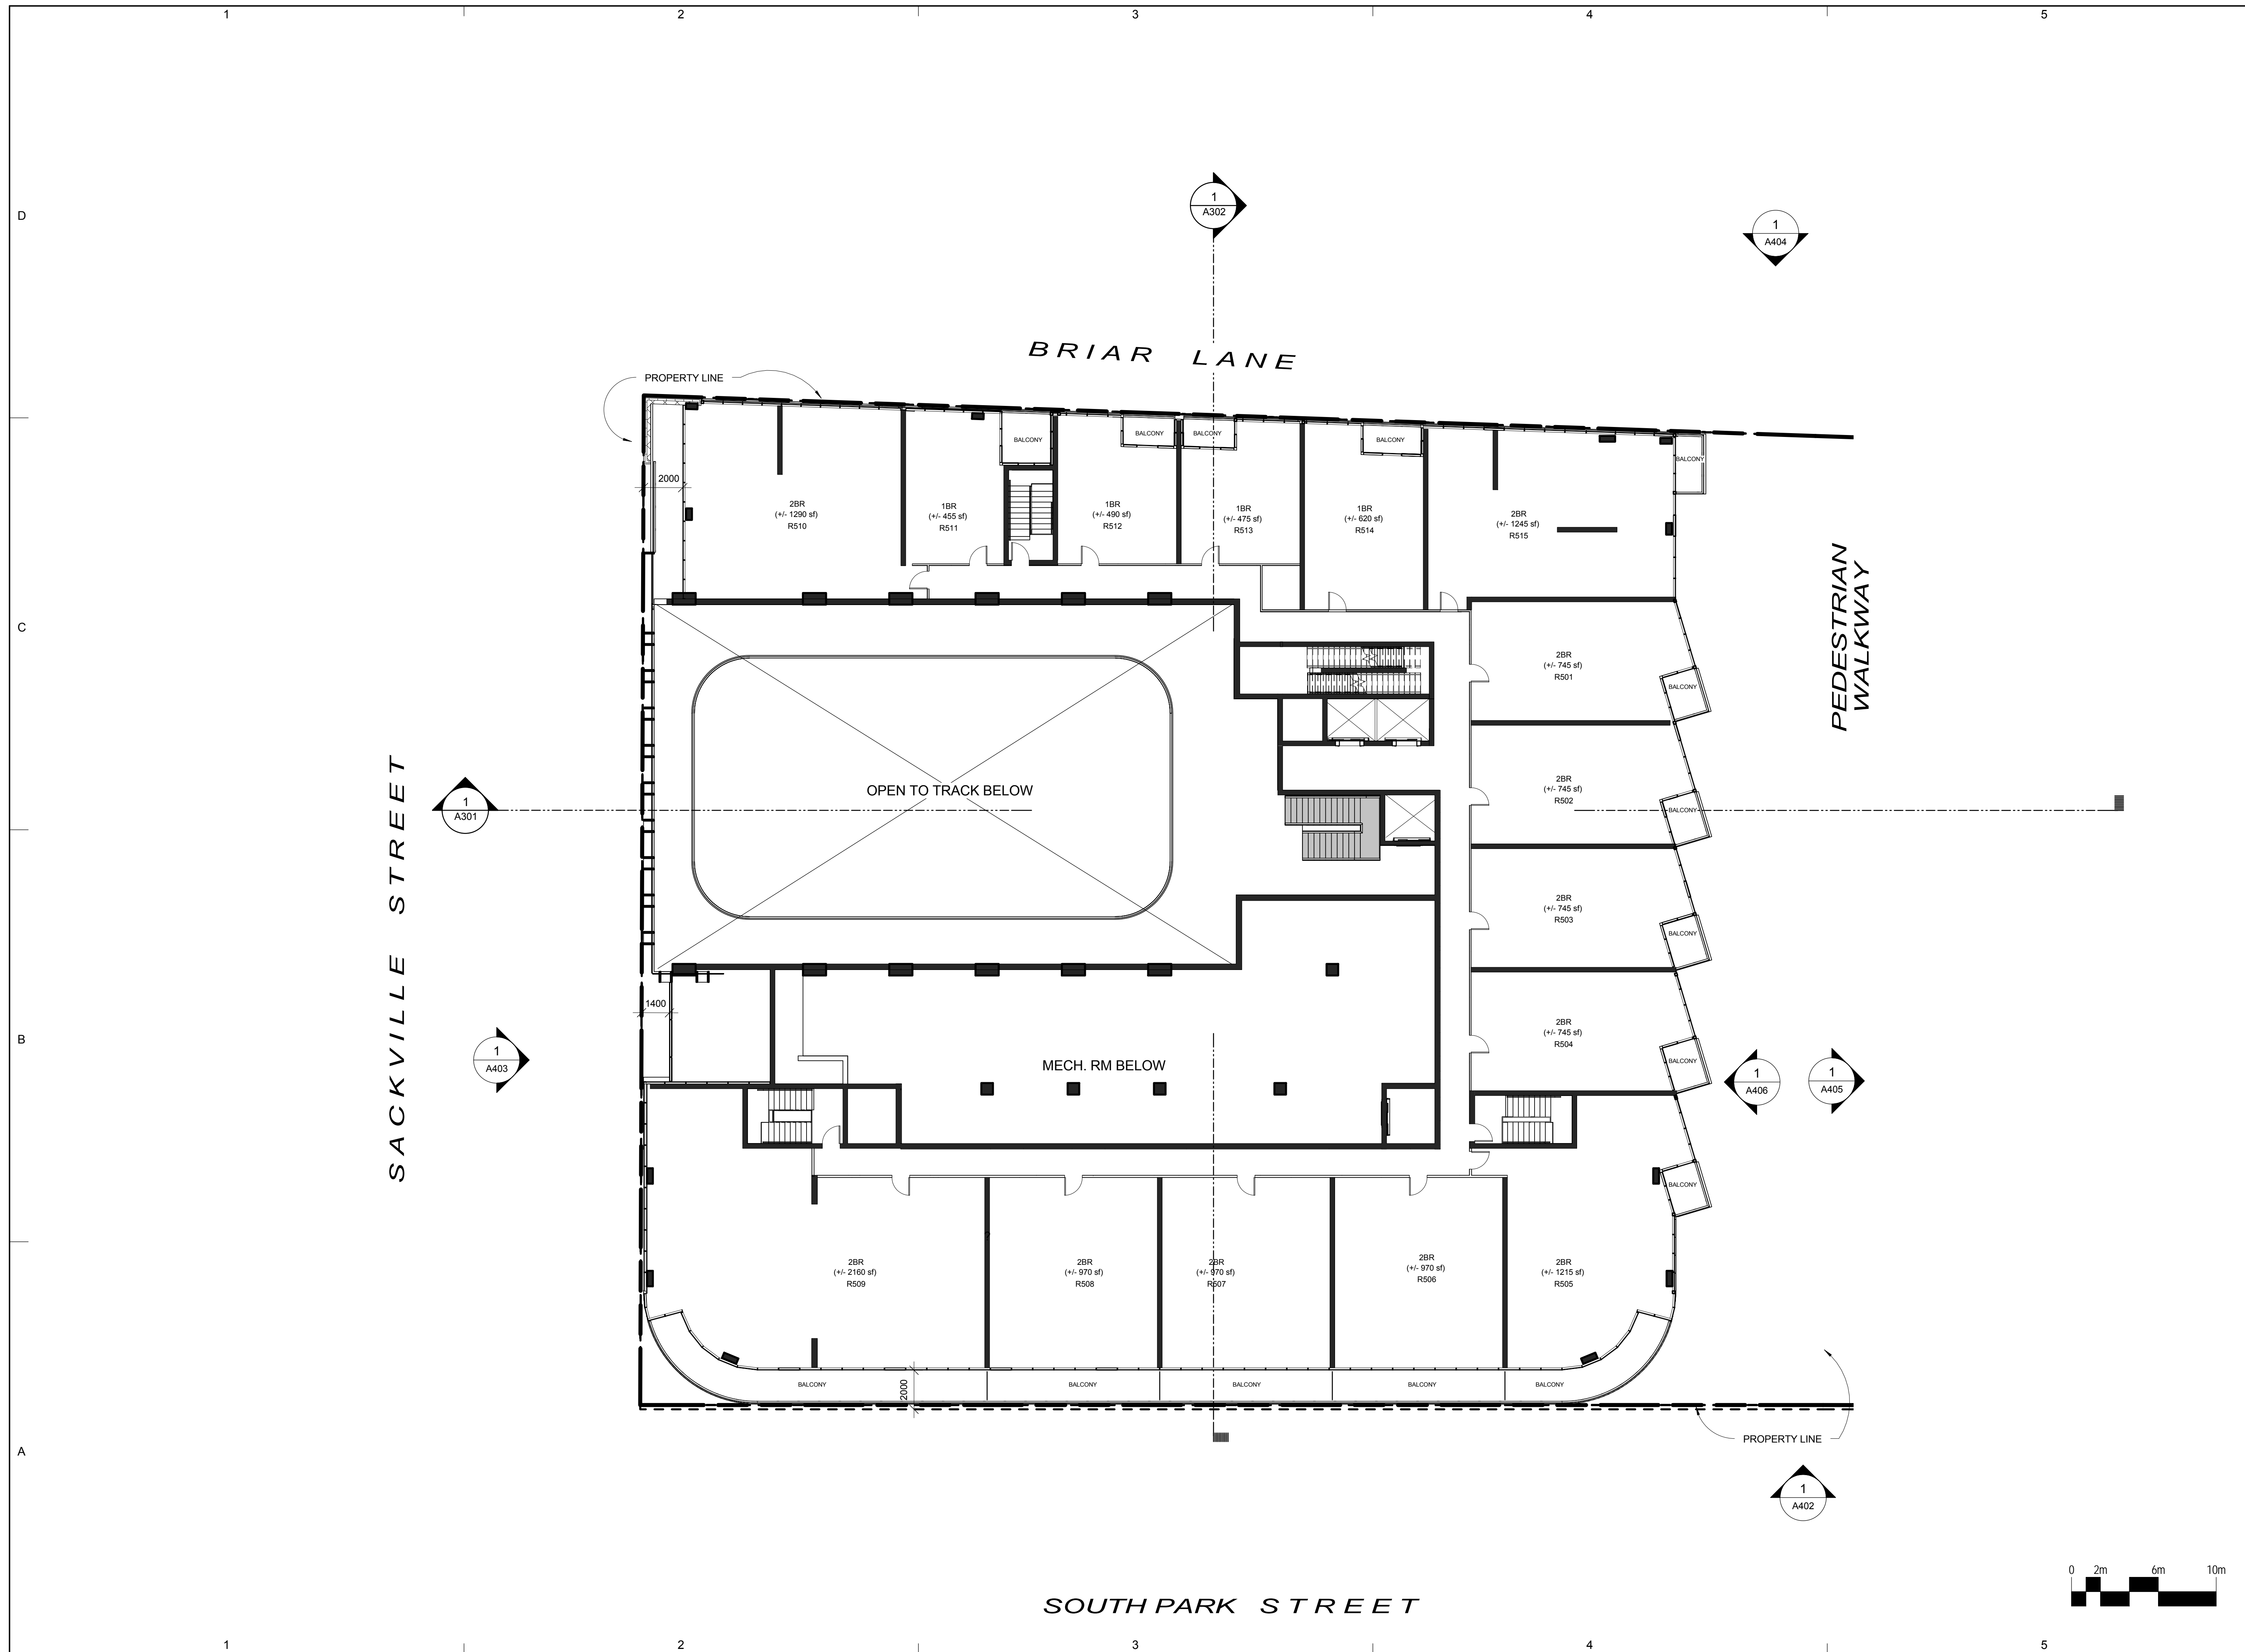 1 2 3 4 5
D
1
A302
1
A404
BRIAR LANE
PROPERTY LINE
BALCONY
BALCONY
BALCONY
BALCONY
BALCONY
2000
2BR
(+/- 1290 sf)
R510
1BR
(+/- 455 sf)
R511
1BR
(+/- 490 sf)
R512
1BR
(+/- 475 sf)
R513
1BR
(+/- 620 sf)
R514
2BR
(+/- 1245 sf)
R515
PEDESTRIAN
WALKWAY
C
2BR
(+/- 745 sf)
R501
BALCONY
SACKVILLE STREET
1
A301
OPEN TO TRACK BELOW
2BR
(+/- 745 sf)
R502
BALCONY
2BR
(+/- 745 sf)
R503
BALCONY
1400
2BR
(+/- 745 sf)
R504
BALCONY
B
1
A403
MECH. RM BELOW
1
A406
1
A405
BALCONY
2BR
(+/- 2160 sf)
R509
2BR
(+/- 970 sf)
R508
2BR
(+/- 970 sf)
R507
2BR
(+/- 970 sf)
R506
2BR
(+/- 1215 sf)
R505
BALCONY
2000
BALCONY
BALCONY
BALCONY
BALCONY
A
PROPERTY LINE
1
A402
0 2m 6m 10m
SOUTH PARK STREET
1 2 3 4 5